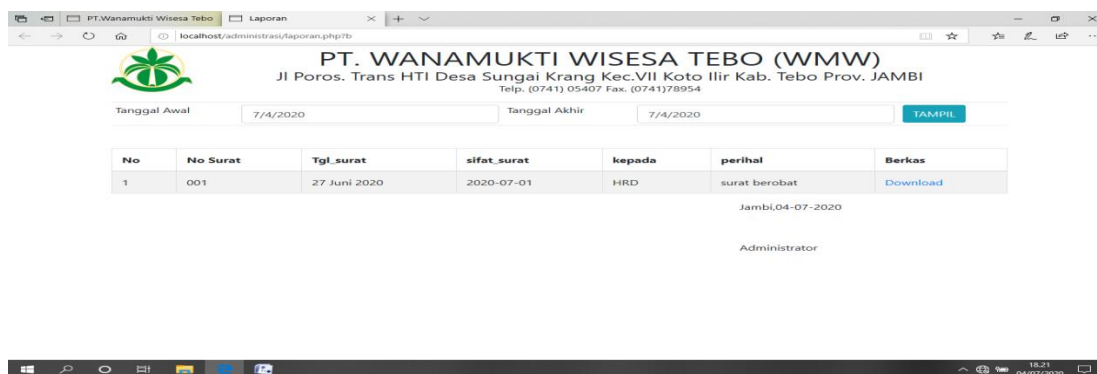 PT.Wanamukti Wisesa Tebo Laporan
localhost/administrasi/laporan.php?b
PT. WANAMUKTI WISESA TEBO (WMW)
Jl Poros. Trans HTI Desa Sungai Krang Kec.VII Koto Ilir Kab. Tebo Prov. JAMBI
Telp. (0741) 05407 Fax. (0741)78954
Tanggal Awal 7/4/2020 Tanggal Akhir 7/4/2020 TAMPIL
No No Surat Tgl_surat sifat_surat kepada perihal Berkas
1 001 27 Juni 2020 2020-07-01 HRD surat berobat Download
Jambi,04-07-2020
Administrator
18.21
04/07/2020